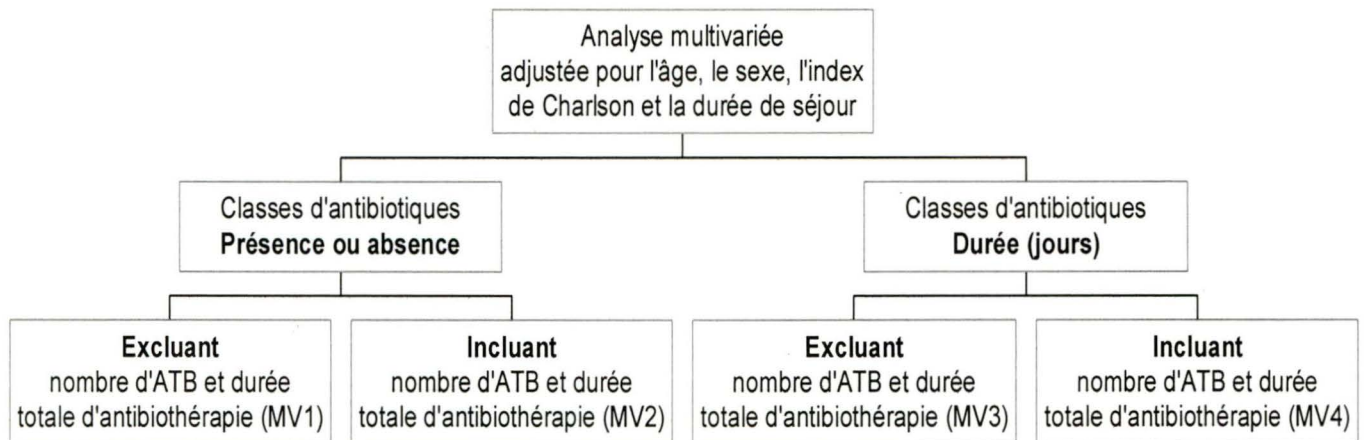 Analyse multivariée
adjustée pour l'âge, le sexe, l'index
de Charlson et la durée de séjour
Classes d'antibiotiques
Présence ou absence
Classes d'antibiotiques
Durée (jours)
Excluant
nombre d'ATB et durée
totale d'antibiothérapie (MV1)
Incluant
nombre d'ATB et durée
totale d'antibiothérapie (MV2)
Excluant
nombre d'ATB et durée
totale d'antibiothérapie (MV3)
Incluant
nombre d'ATB et durée
totale d'antibiothérapie (MV4)